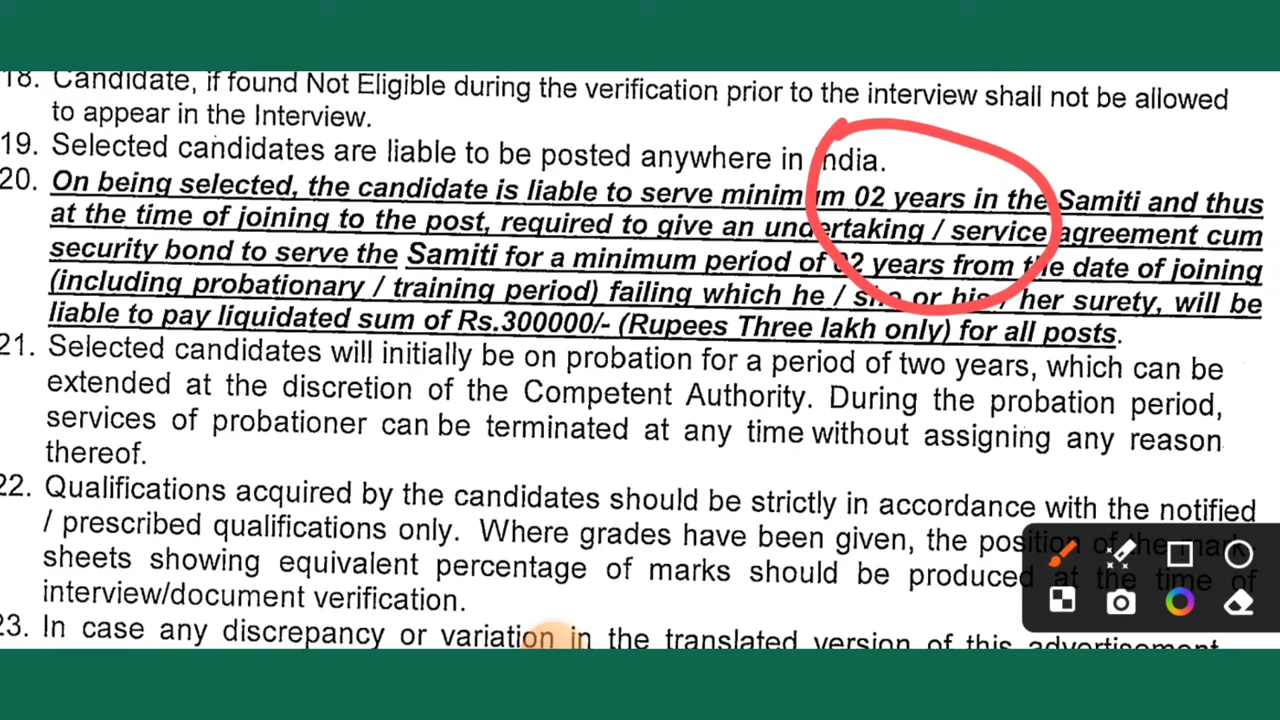 18. Candidate, if found Not Eligible during the verification prior to the interview shall not be allowed
to appear in the Interview.
19. Selected candidates are liable to be posted anywhere in India.
20. On being selected, the candidate is liable to serve minimum 02 years in the Samiti and thus
at the time of joining to the post, required to give an undertaking / service agreement cum
security bond to serve the Samiti for a minimum period of 02 years from the date of joining
(including probationary / training period) failing which he / she or his / her surety, will be
liable to pay liquidated sum of Rs.300000/- (Rupees Three lakh only) for all posts.
21. Selected candidates will initially be on probation for a period of two years, which can be
extended at the discretion of the Competent Authority. During the probation period,
services of probationer can be terminated at any time without assigning any reason
thereof.
22. Qualifications acquired by the candidates should be strictly in accordance with the notified
/ prescribed qualifications only. Where grades have been given, the position of the mark
sheets showing equivalent percentage of marks should be produced at the time of
interview/document verification.
23. In case any discrepancy or variation in the translated version of this advertisement